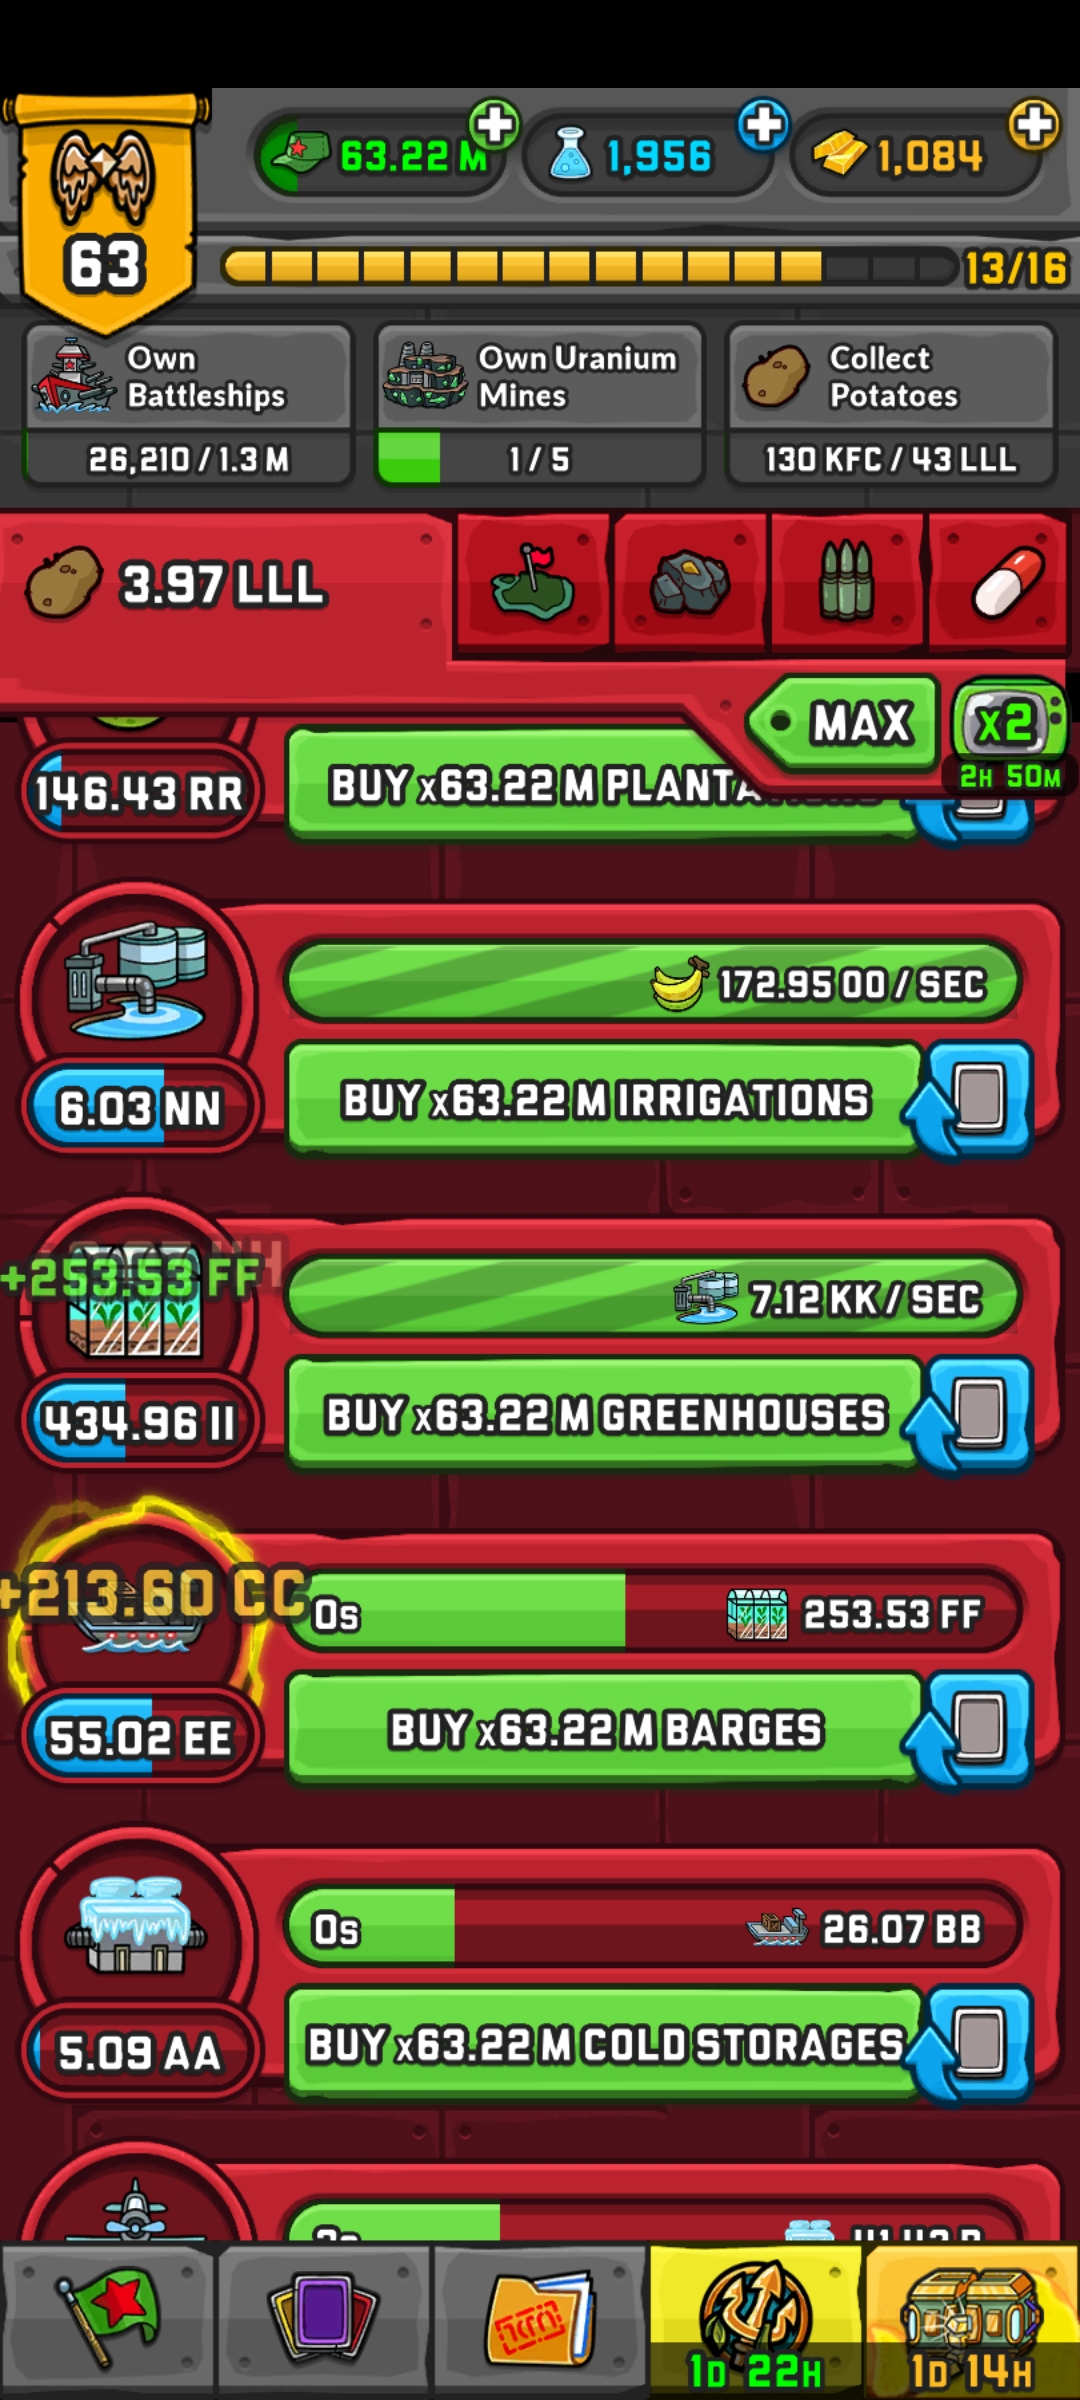 63.22 M
1,956
1,084
63
13/16
Own
Battleships
26,210 / 1.3 M
Own Uranium
Mines
1 / 5
Collect
Potatoes
130 KFC / 43 LLL
3.97 LLL
MAX
x2
2H 50M
146.43 RR
BUY x63.22 M
172.95 OO / SEC
6.03 NN
BUY x63.22 M IRRIGATIONS
+253.53 FF
7.12 KK / SEC
434.96 II
BUY x63.22 M GREENHOUSES
+213.60 CC
0s
253.53 FF
55.02 EE
BUY x63.22 M BARGES
0s
26.07 BB
5.09 AA
BUY x63.22 M COLD STORAGES
1D 22H
1D 14H